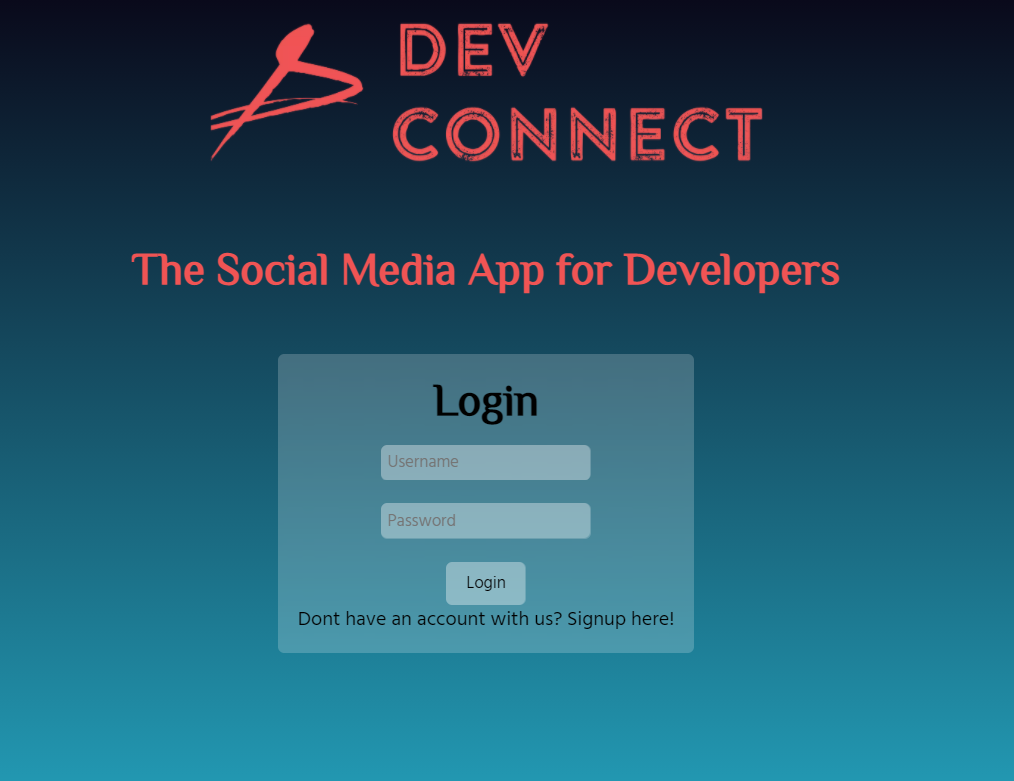 DEV
CONNECT
The Social Media App for Developers
Login
Username
Password
Login
Dont have an account with us? Signup here!